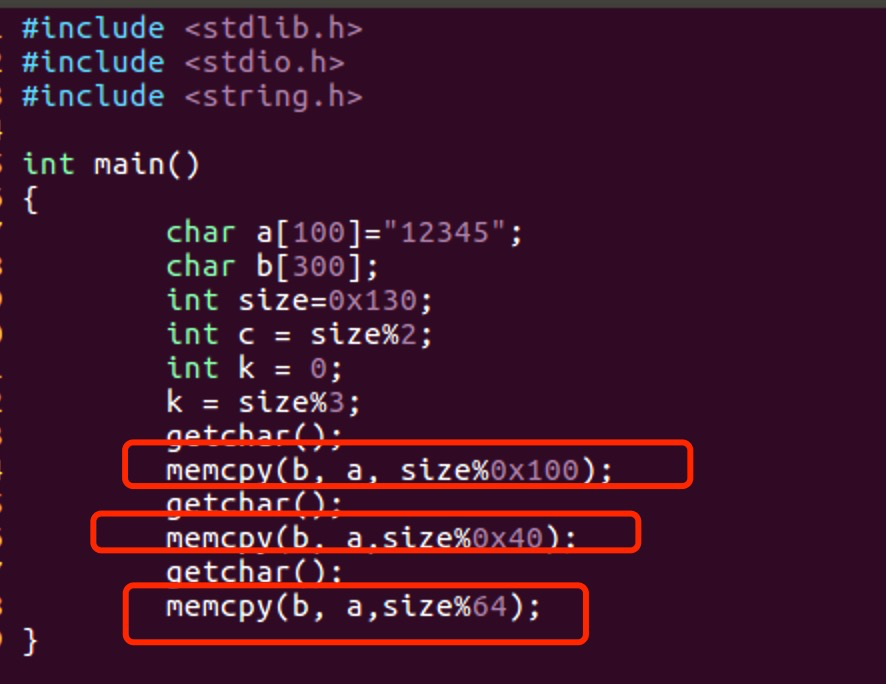 #include <stdlib.h>
#include <stdio.h>
#include <string.h>
int main()
{
char a[100]="12345";
char b[300];
int size=0x130;
int c = size%2;
int k = 0;
k = size%3;
getchar();
memcpy(b, a, size%0x100);
getchar();
memcpy(b, a,size%0x40);
getchar();
memcpy(b, a,size%64);
}